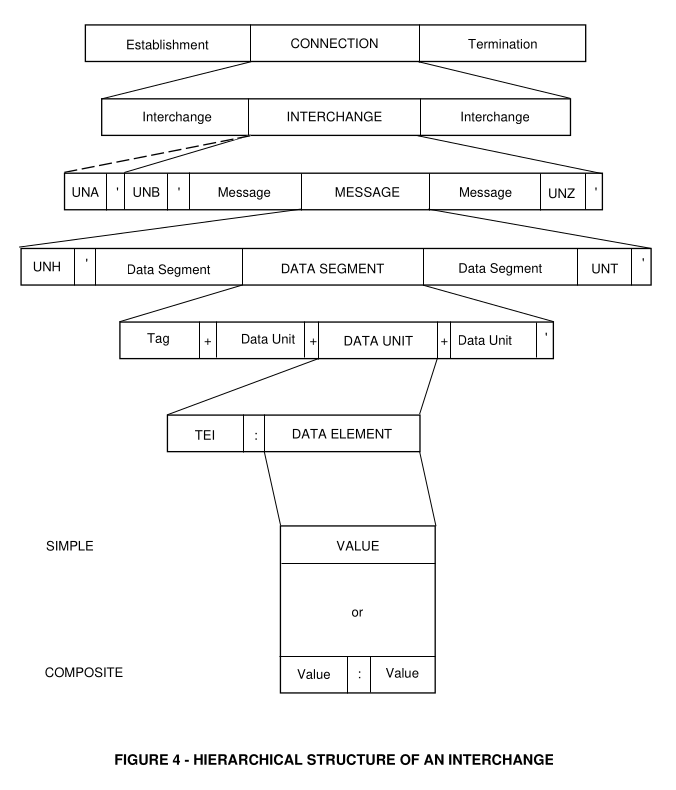 Establishment CONNECTION Termination
Interchange INTERCHANGE Interchange
UNA ' UNB ' Message MESSAGE Message UNZ '
UNH ' Data Segment DATA SEGMENT Data Segment UNT '
Tag + Data Unit + DATA UNIT + Data Unit '
TEI : DATA ELEMENT
SIMPLE VALUE
or
COMPOSITE Value : Value
FIGURE 4 - HIERARCHICAL STRUCTURE OF AN INTERCHANGE